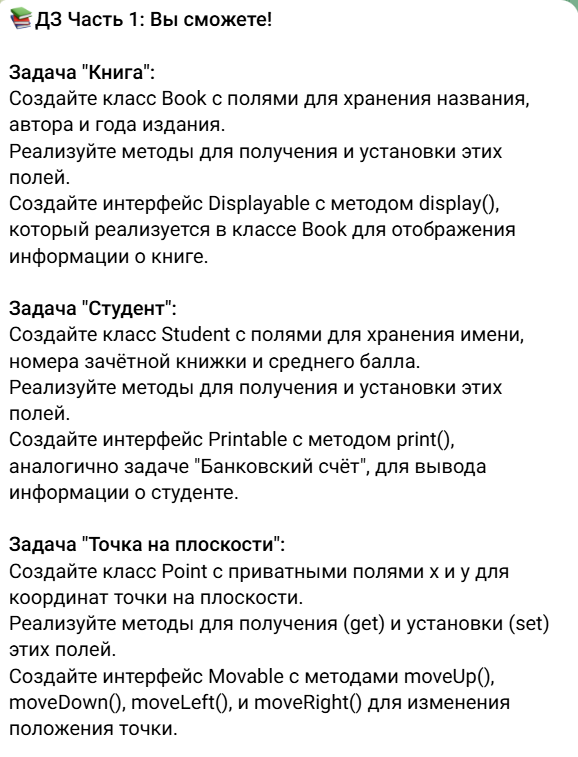 📚ДЗ Часть 1: Вы сможете!
Задача "Книга":
Создайте класс Book с полями для хранения названия,
автора и года издания.
Реализуйте методы для получения и установки этих
полей.
Создайте интерфейс Displayable с методом display(),
который реализуется в классе Book для отображения
информации о книге.
Задача "Студент":
Создайте класс Student с полями для хранения имени,
номера зачётной книжки и среднего балла.
Реализуйте методы для получения и установки этих
полей.
Создайте интерфейс Printable с методом print(),
аналогично задаче "Банковский счёт", для вывода
информации о студенте.
Задача "Точка на плоскости":
Создайте класс Point с приватными полями x и y для
координат точки на плоскости.
Реализуйте методы для получения (get) и установки (set)
этих полей.
Создайте интерфейс Movable с методами moveUp(),
moveDown(), moveLeft(), и moveRight() для изменения
положения точки.